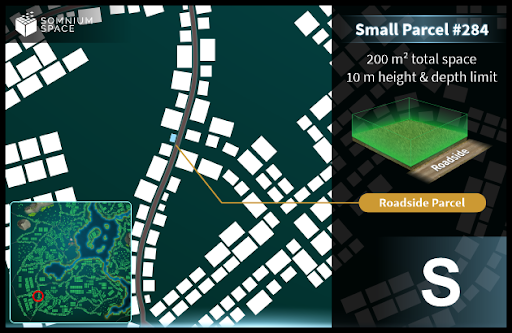 SOMNIUM
SPACE
Small Parcel #284
200 m² total space
10 m height & depth limit
Roadside
Roadside Parcel
S